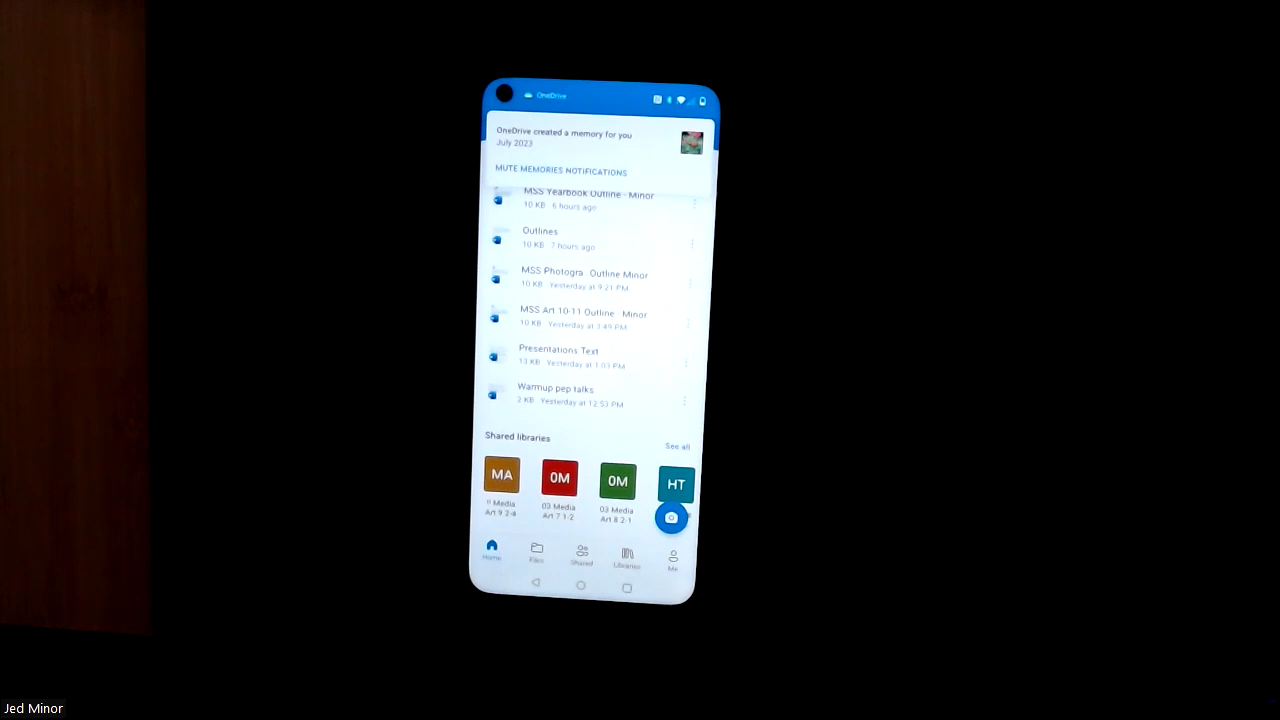 OneDrive
OneDrive created a memory for you
July 2023
MUTE MEMORIES NOTIFICATIONS
MSS Yearbook Outline - Minor
10 KB 6 hours ago
Outlines
10 KB 7 hours ago
MSS Photogra Outline Minor
10 KB Yesterday at 9:21 PM
MSS Art 10-11 Outline - Minor
10 KB Yesterday at 3:49 PM
Presentations Text
13 KB Yesterday at 1:03 PM
Warmup pep talks
2 KB Yesterday at 12:53 PM
Shared libraries
See all
MA 0M 0M HT
Media 03 Media 03 Media
Art 9 2-4 Art 7 1-2 Art 8 2-1
Home Files Shared Libraries Me
Jed Minor